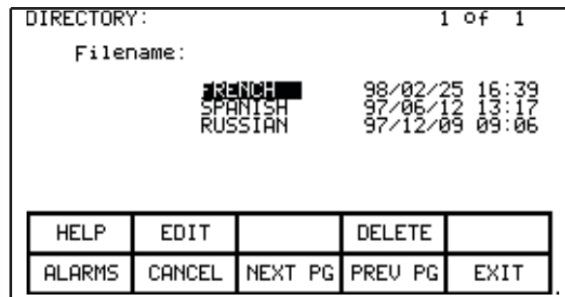 DIRECTORY: 1 Of 1
Filename:
FRENCH 98/02/25 16:39
SPANISH 97/06/12 13:17
RUSSIAN 97/12/09 09:06
HELP EDIT DELETE
ALARMS CANCEL NEXT PG PREV PG EXIT